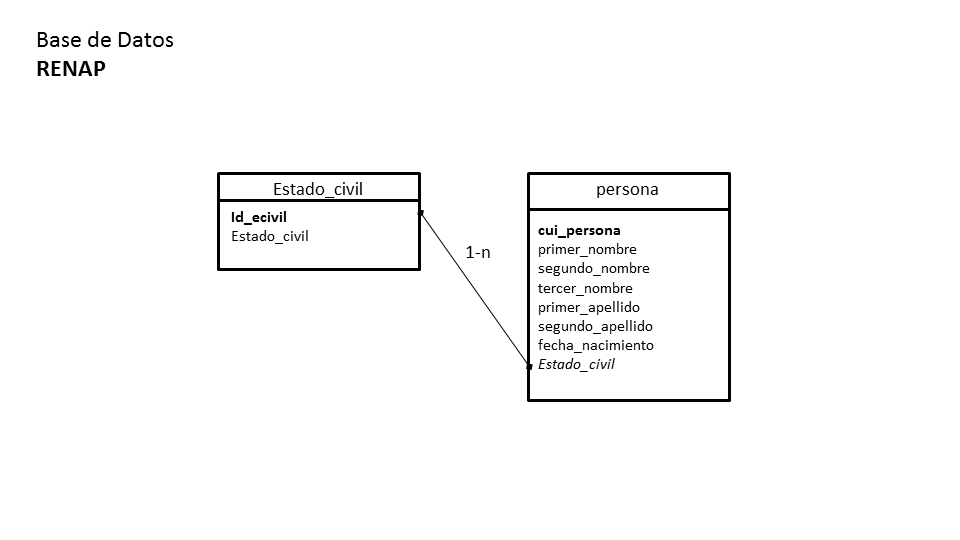 Base de Datos
RENAP
Estado_civil
Id_ecivil
Estado_civil
1-n
persona
cui_persona
primer_nombre
segundo_nombre
tercer_nombre
primer_apellido
segundo_apellido
fecha_nacimiento
Estado_civil